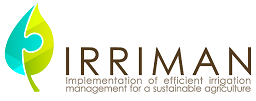 IRRIMAN
Implementation of efficient irrigation
management for a sustainable agriculture